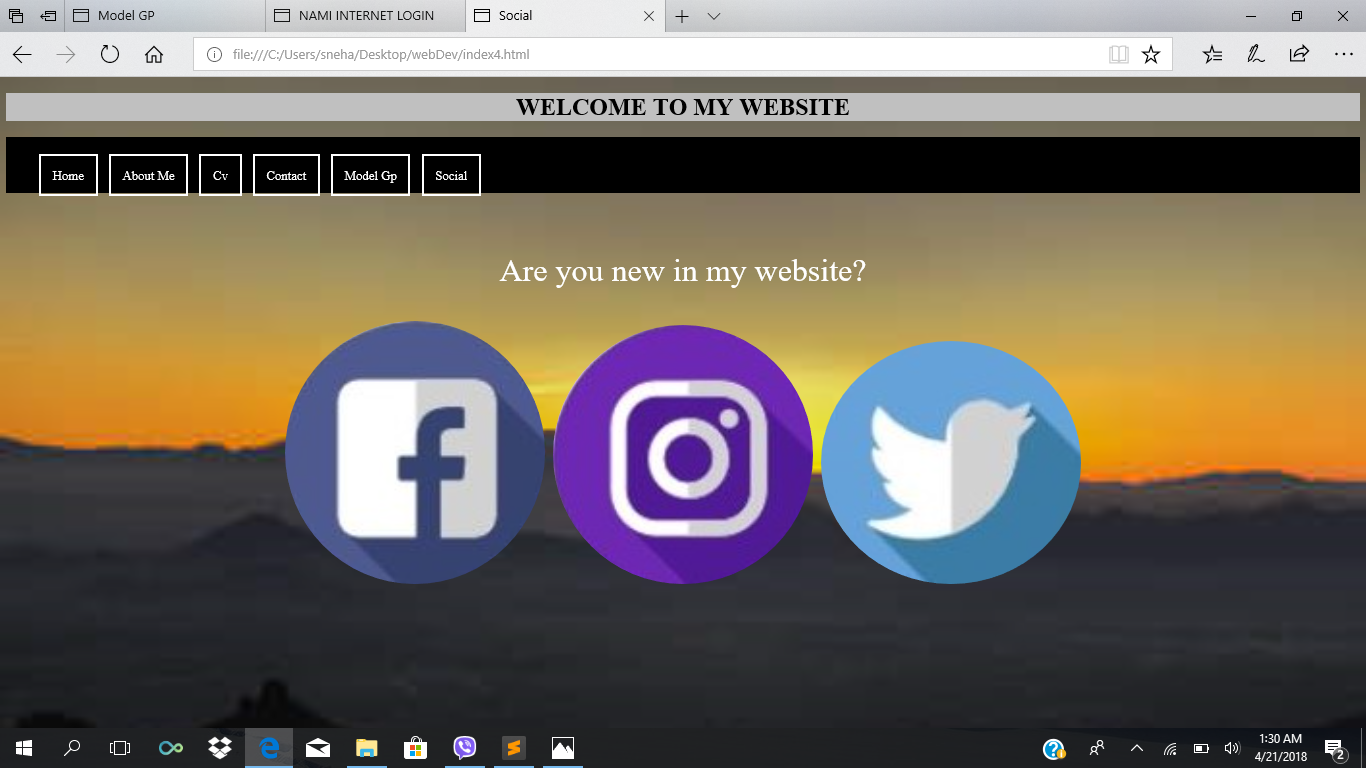 Model GP
NAMI INTERNET LOGIN
Social
file:///C:/Users/sneha/Desktop/webDev/index4.html
WELCOME TO MY WEBSITE
Home
About Me
Cv
Contact
Model Gp
Social
Are you new in my website?
1:30 AM
4/21/2018
2